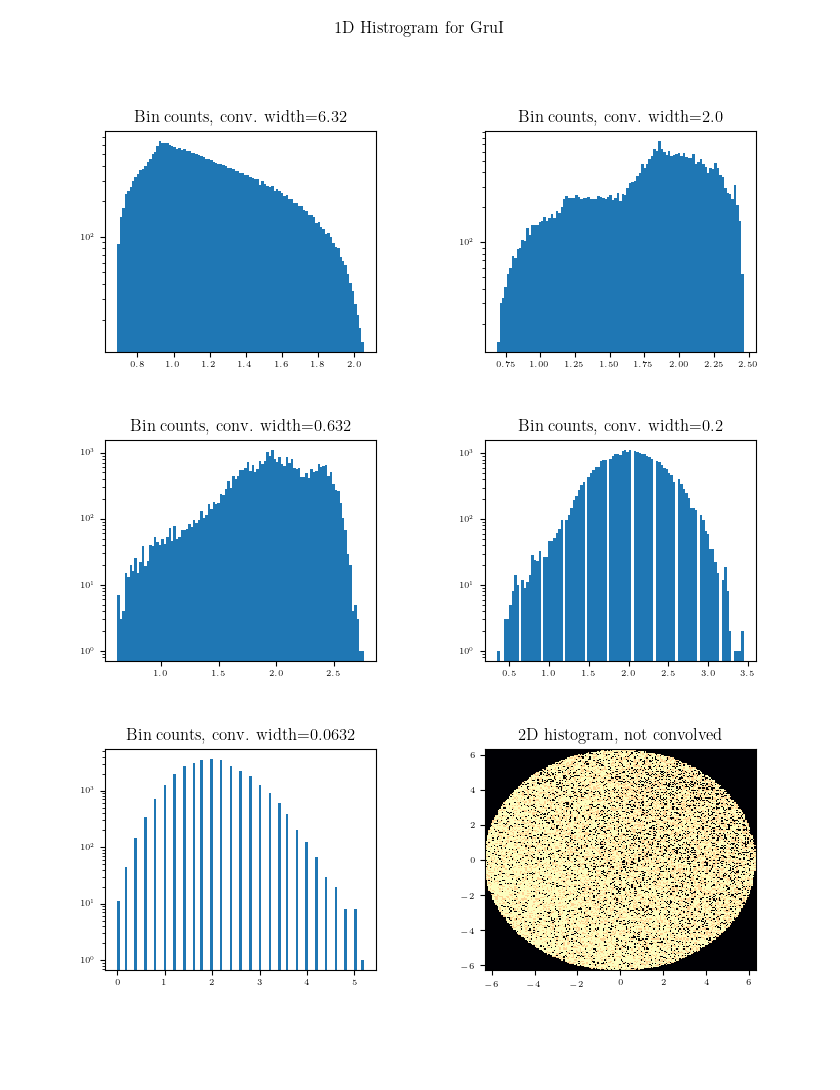 1D Histrogram for GruI
Bin counts, conv. width=6.32
Bin counts, conv. width=2.0
10²
0.8 1.0 1.2 1.4 1.6 1.8 2.0
10²
0.75 1.00 1.25 1.50 1.75 2.00 2.25 2.50
Bin counts, conv. width=0.632
Bin counts, conv. width=0.2
10³
10²
10¹
10⁰
1.0 1.5 2.0 2.5
10³
10²
10¹
10⁰
0.5 1.0 1.5 2.0 2.5 3.0 3.5
Bin counts, conv. width=0.0632
2D histogram, not convolved
10³
10²
10¹
10⁰
0 1 2 3 4 5
6
4
2
0
−2
−4
−6
−6 −4 −2 0 2 4 6